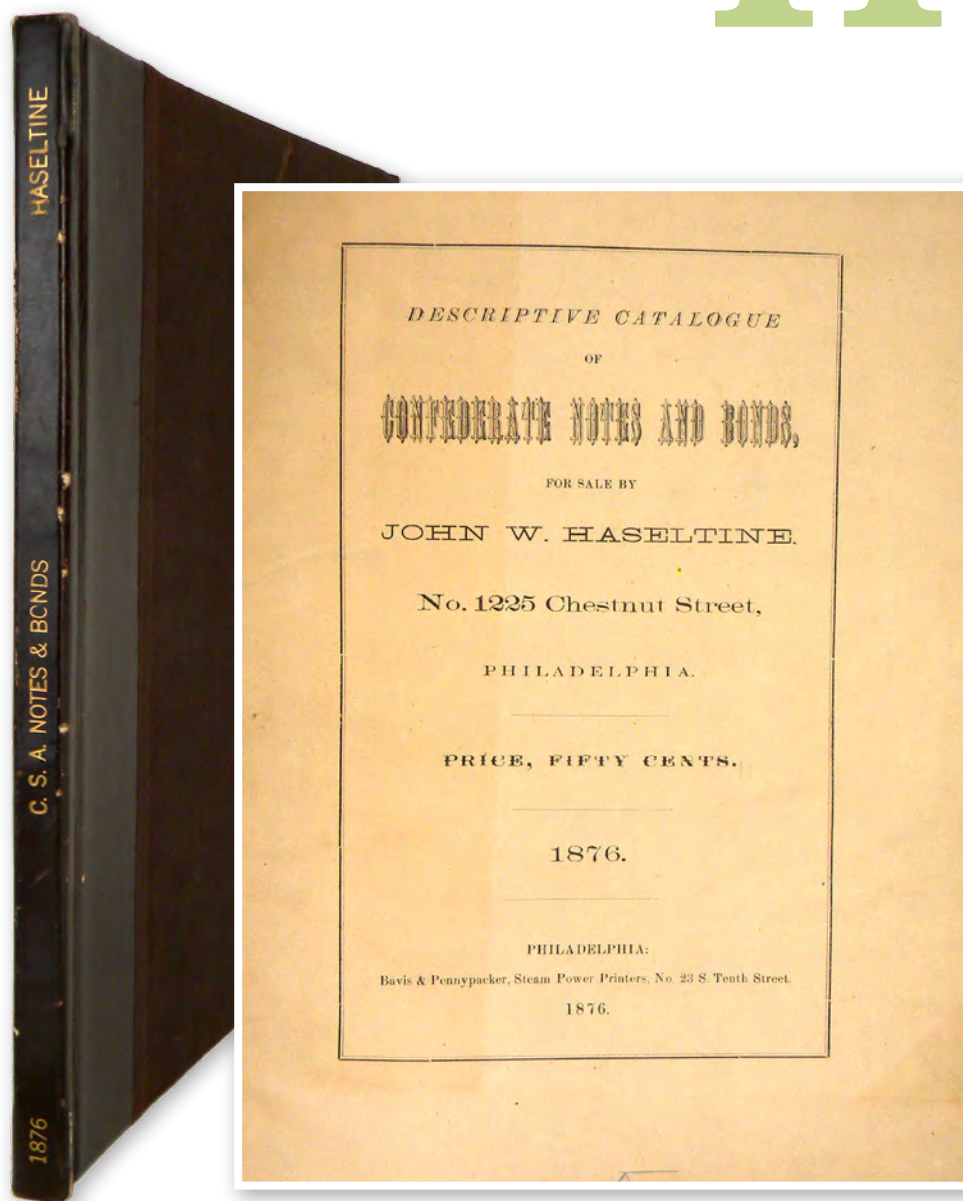 HASELTINE
C. S. A. NOTES & BONDS
1876
DESCRIPTIVE CATALOGUE
OF
CONFEDERATE NOTES AND BONDS,
FOR SALE BY
JOHN W. HASELTINE.
No. 1225 Chestnut Street,
PHILADELPHIA.
PRICE, FIFTY CENTS.
1876.
PHILADELPHIA:
Bavis & Pennypacker, Steam Power Printers, No. 23 S. Tenth Street.
1876.